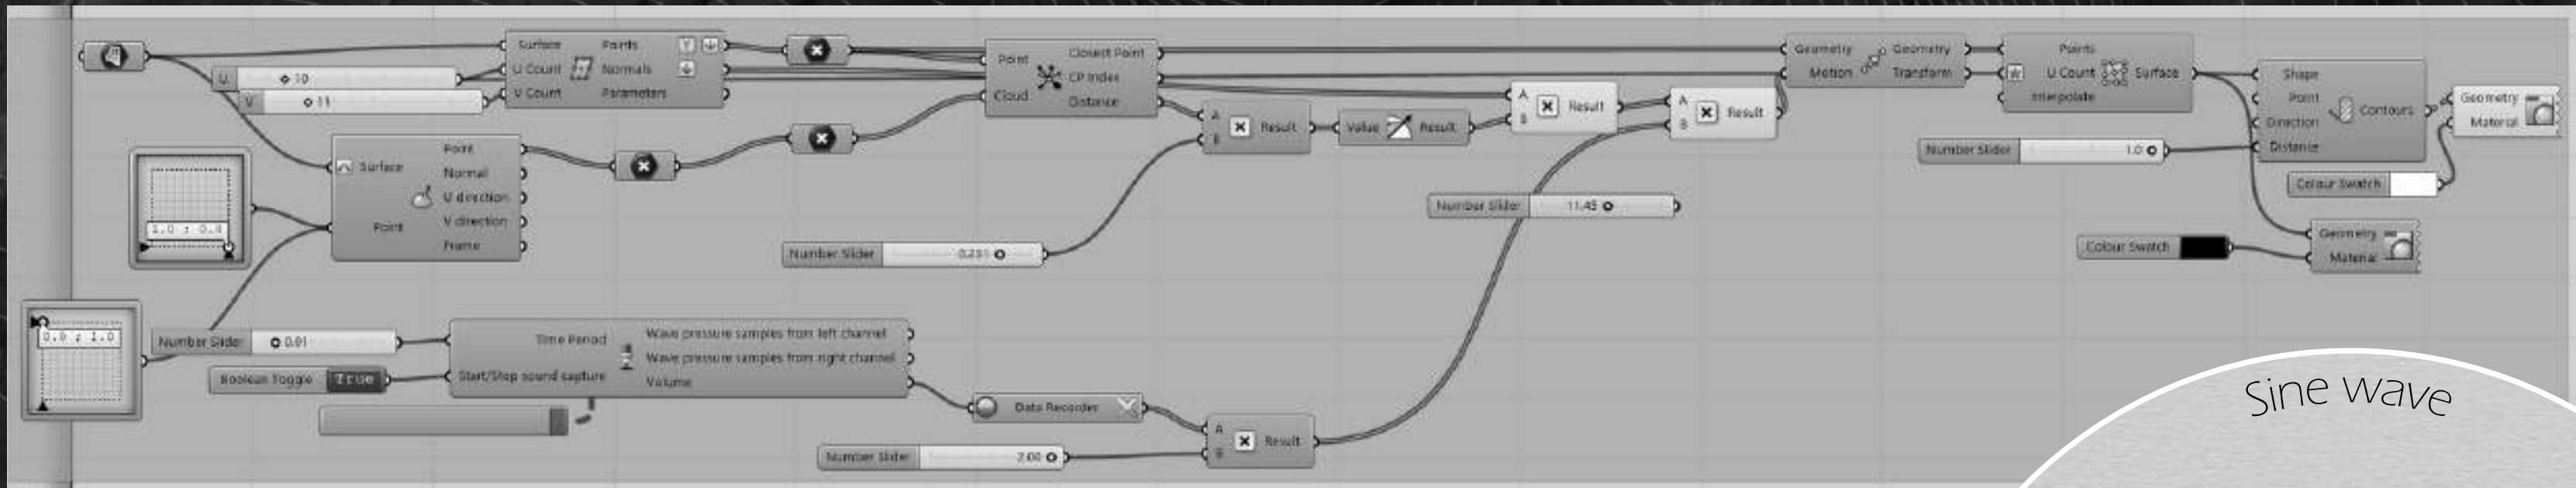 Surface
U Count
V Count
Points
Normals
Parameters
U
10
V
11
Point
Cloud
Closest Point
CP Index
Distance
Geometry
Motion
Geometry
Transform
Points
U Count
Interpolate
Surface
Shape
Point
Direction
Distance
Contours
Geometry
Material
A
B
Result
Value
Result
A
B
Result
A
B
Result
Number Slider
1.0
Colour Swatch
Surface
Point
Point
Normal
U direction
V direction
Frame
Number Slider
11.45
Number Slider
Colour Swatch
Geometry
Material
0.0 ; 1.0
Number Slider
0.01
Boolean Toggle
True
Time Period
Start/Stop sound capture
Wave pressure samples from left channel
Wave pressure samples from right channel
Volume
Data Recorder
Number Slider
2.00
A
B
Result
Sine wave